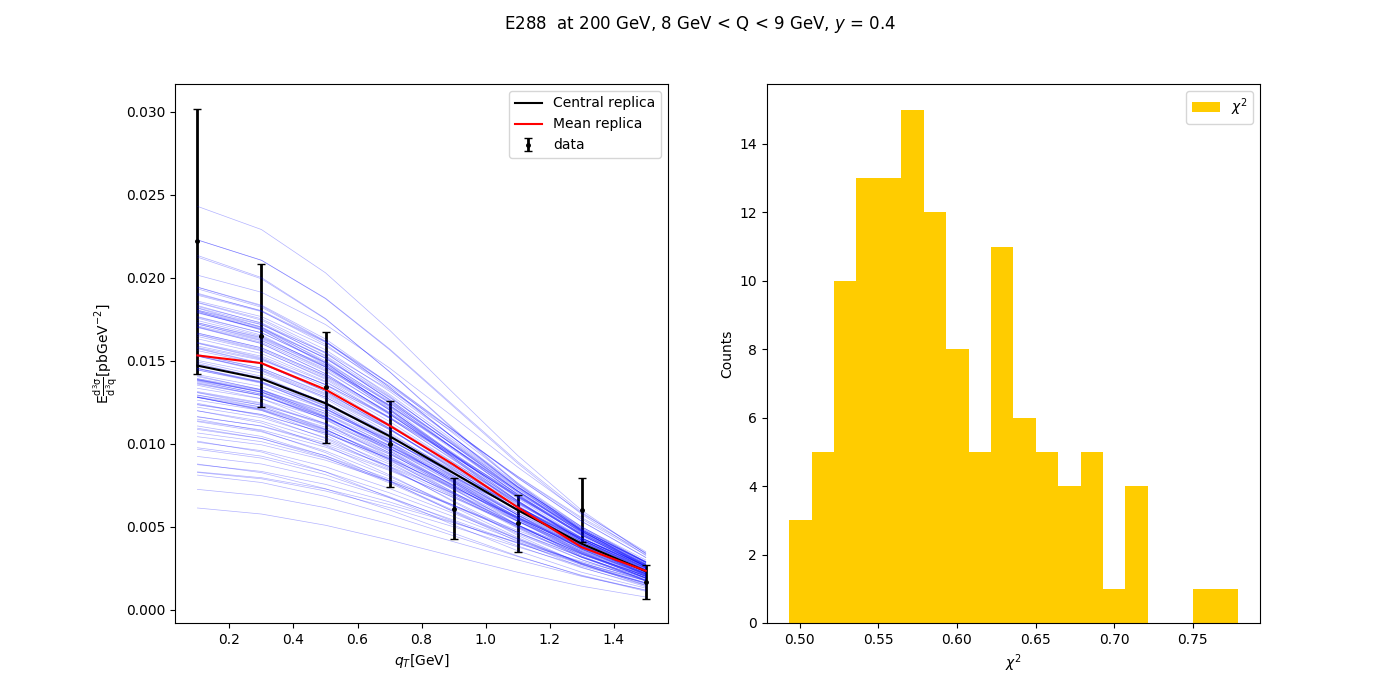 E288 at 200 GeV, 8 GeV < Q < 9 GeV, y = 0.4
Central replica
Mean replica
data
0.030
0.025
0.020
0.015
0.010
0.005
0.000
E d³σ/d³q [pbGeV⁻²]
0.2 0.4 0.6 0.8 1.0 1.2 1.4
q_T[GeV]
χ²
14
12
10
8
6
4
2
0
Counts
0.50 0.55 0.60 0.65 0.70 0.75
χ²